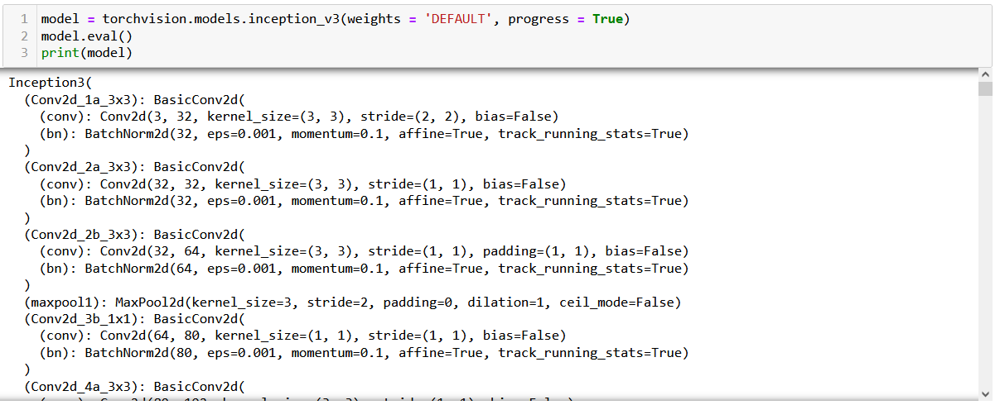 1 model = torchvision.models.inception_v3(weights = 'DEFAULT', progress = True)
2 model.eval()
3 print(model)
Inception3(
  (Conv2d_1a_3x3): BasicConv2d(
    (conv): Conv2d(3, 32, kernel_size=(3, 3), stride=(2, 2), bias=False)
    (bn): BatchNorm2d(32, eps=0.001, momentum=0.1, affine=True, track_running_stats=True)
  )
  (Conv2d_2a_3x3): BasicConv2d(
    (conv): Conv2d(32, 32, kernel_size=(3, 3), stride=(1, 1), bias=False)
    (bn): BatchNorm2d(32, eps=0.001, momentum=0.1, affine=True, track_running_stats=True)
  )
  (Conv2d_2b_3x3): BasicConv2d(
    (conv): Conv2d(32, 64, kernel_size=(3, 3), stride=(1, 1), padding=(1, 1), bias=False)
    (bn): BatchNorm2d(64, eps=0.001, momentum=0.1, affine=True, track_running_stats=True)
  )
  (maxpool1): MaxPool2d(kernel_size=3, stride=2, padding=0, dilation=1, ceil_mode=False)
  (Conv2d_3b_1x1): BasicConv2d(
    (conv): Conv2d(64, 80, kernel_size=(1, 1), stride=(1, 1), bias=False)
    (bn): BatchNorm2d(80, eps=0.001, momentum=0.1, affine=True, track_running_stats=True)
  )
  (Conv2d_4a_3x3): BasicConv2d(